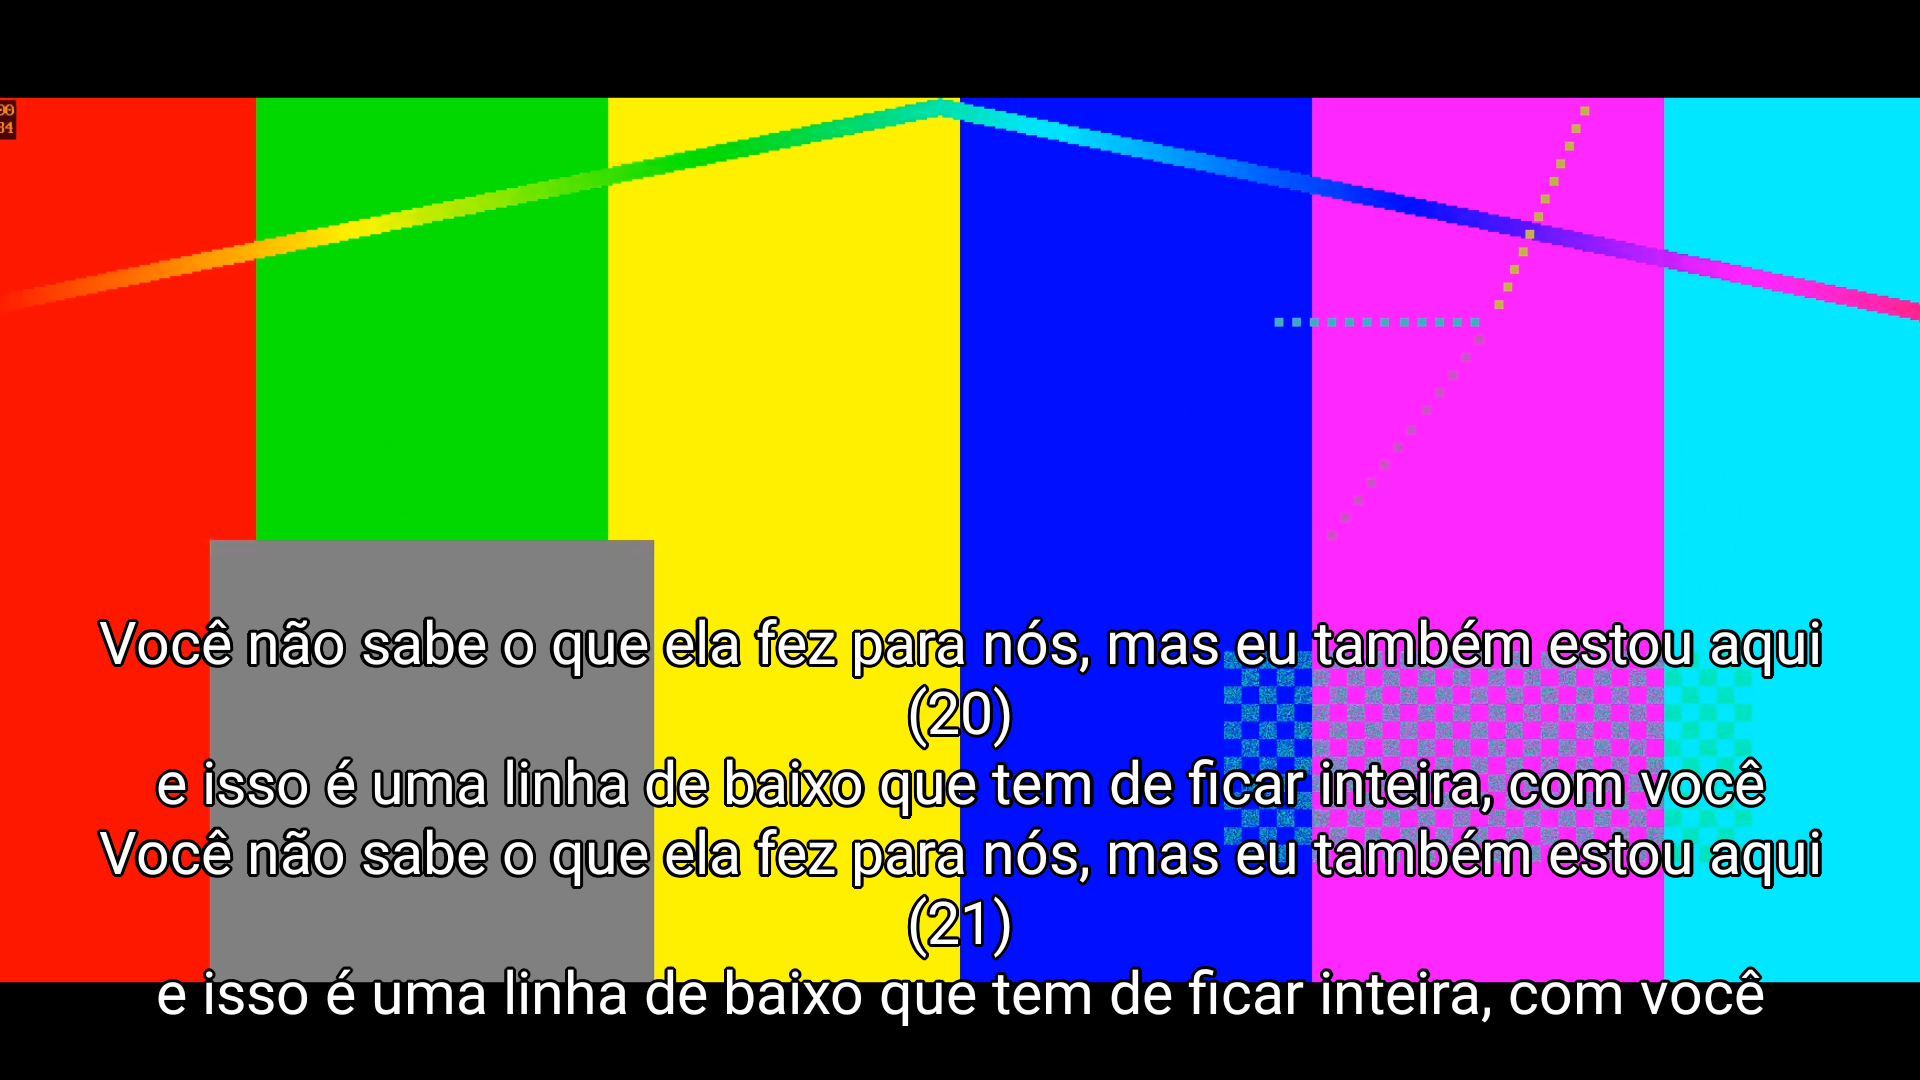 00
84
Você não sabe o que ela fez para nós, mas eu também estou aqui
(20)
e isso é uma linha de baixo que tem de ficar inteira, com você
Você não sabe o que ela fez para nós, mas eu também estou aqui
(21)
e isso é uma linha de baixo que tem de ficar inteira, com você